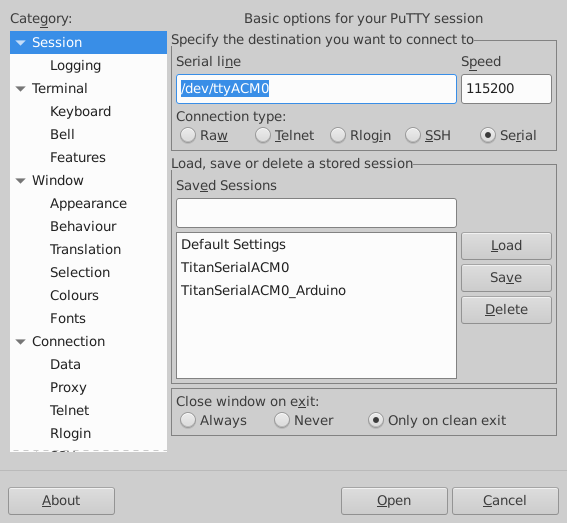 Category:
Basic options for your PuTTY session
Session
Logging
Terminal
Keyboard
Bell
Features
Window
Appearance
Behaviour
Translation
Selection
Colours
Fonts
Connection
Data
Proxy
Telnet
Rlogin
Specify the destination you want to connect to
Serial line Speed
/dev/ttyACM0 115200
Connection type:
Raw Telnet Rlogin SSH Serial
Load, save or delete a stored session
Saved Sessions
Default Settings
TitanSerialACM0
TitanSerialACM0_Arduino
Load
Save
Delete
Close window on exit:
Always Never Only on clean exit
About Open Cancel